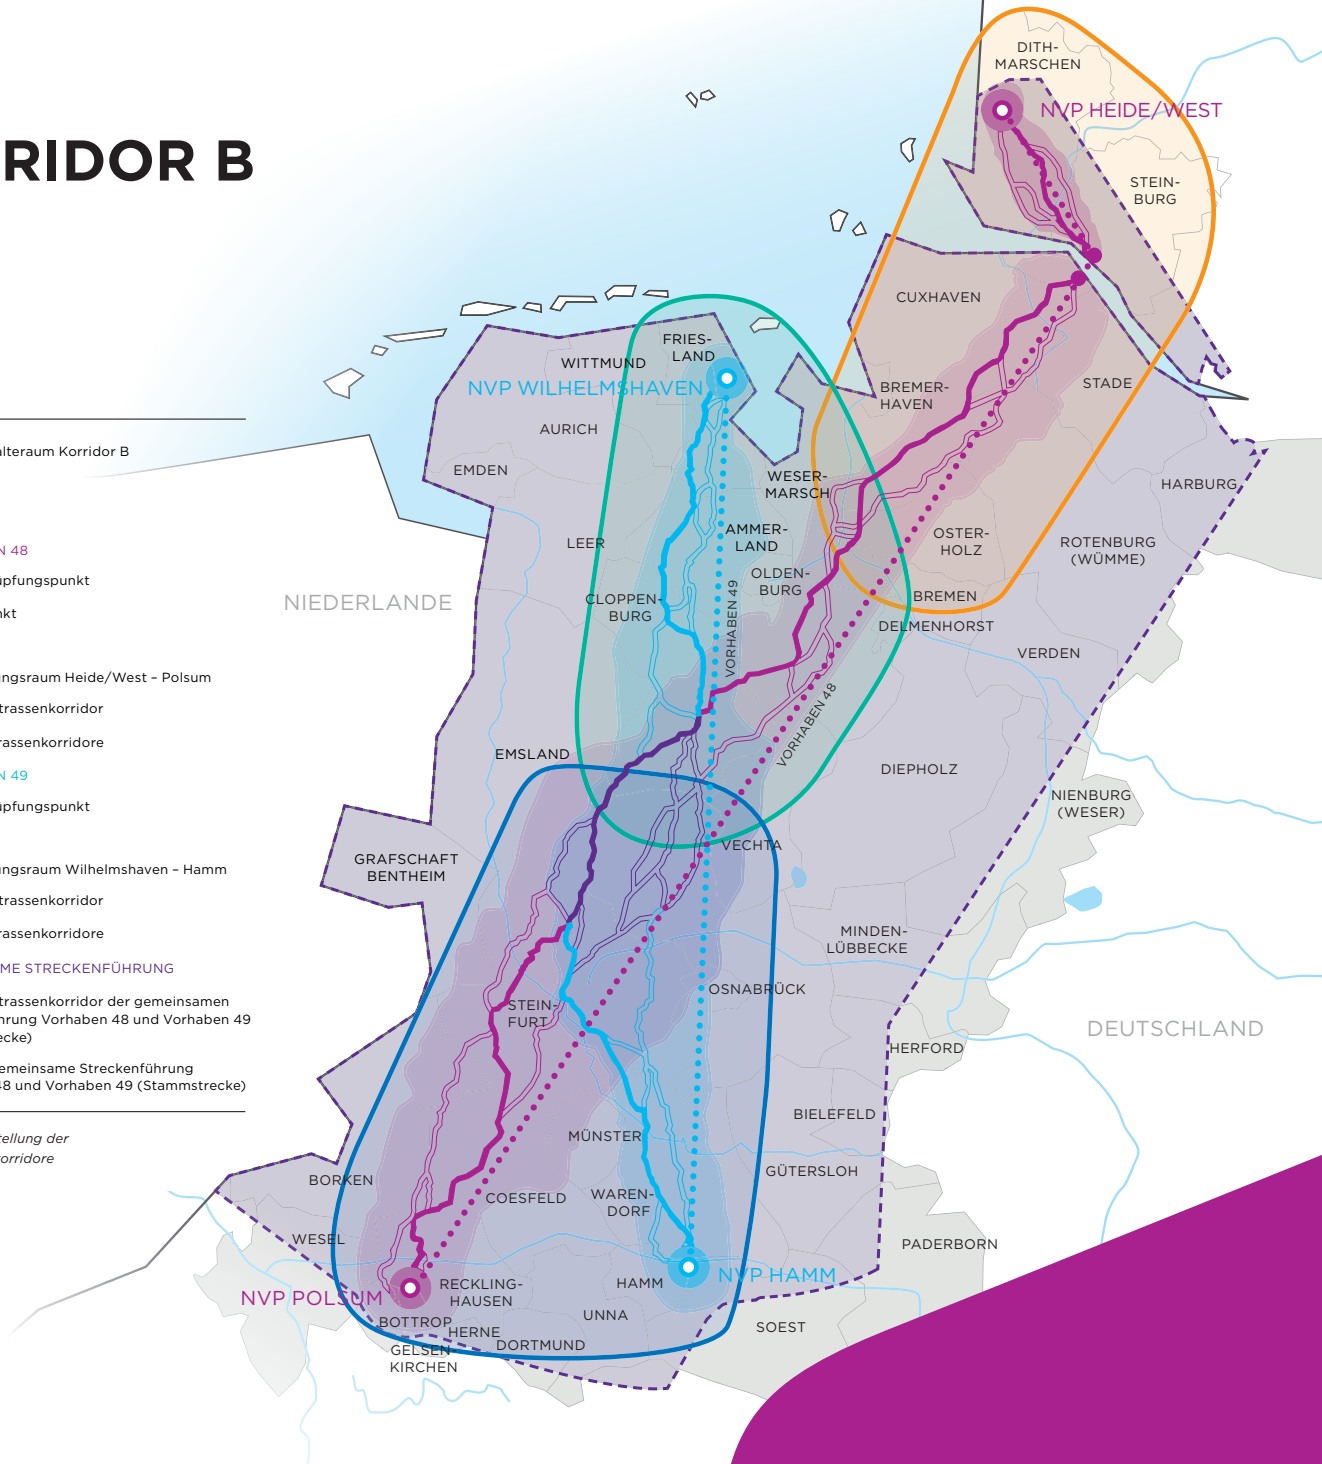 RIDOR B
alteraum Korridor B
N 48
üpfungspunkt
nkt
ngsraum Heide/West – Polsum
trassenkorridor
rassenkorridore
N 49
üpfungspunkt
ngsraum Wilhelmshaven – Hamm
trassenkorridor
rassenkorridore
ME STRECKENFÜHRUNG
trassenkorridor der gemeinsamen
hrung Vorhaben 48 und Vorhaben 49
ecke)
emeinsame Streckenführung
48 und Vorhaben 49 (Stammstrecke)
tellung der
orridore
DITH-
MARSCHEN
NVP HEIDE/WEST
STEIN-
BURG
CUXHAVEN
FRIES-
LAND
WITTMUND
NVP WILHELMSHAVEN
BREMER-
HAVEN
STADE
AURICH
EMDEN
WESER-
MARSCH
HARBURG
LEER
AMMER-
LAND
OSTER-
HOLZ
ROTENBURG
(WÜMME)
OLDEN-
BURG
NIEDERLANDE
CLOPPEN-
BURG
VORHABEN 49
BREMEN
DELMENHORST
VERDEN
VORHABEN 48
EMSLAND
DIEPHOLZ
NIENBURG
(WESER)
VECHTA
GRAFSCHAFT
BENTHEIM
MINDEN-
LÜBBECKE
OSNABRÜCK
STEIN-
FURT
DEUTSCHLAND
HERFORD
BIELEFELD
MÜNSTER
GÜTERSLOH
BORKEN
COESFELD
WAREN-
DORF
WESEL
PADERBORN
NVP HAMM
HAMM
RECKLING-
HAUSEN
NVP POLSUM
UNNA
BOTTROP
HERNE
SOEST
DORTMUND
GELSEN-
KIRCHEN